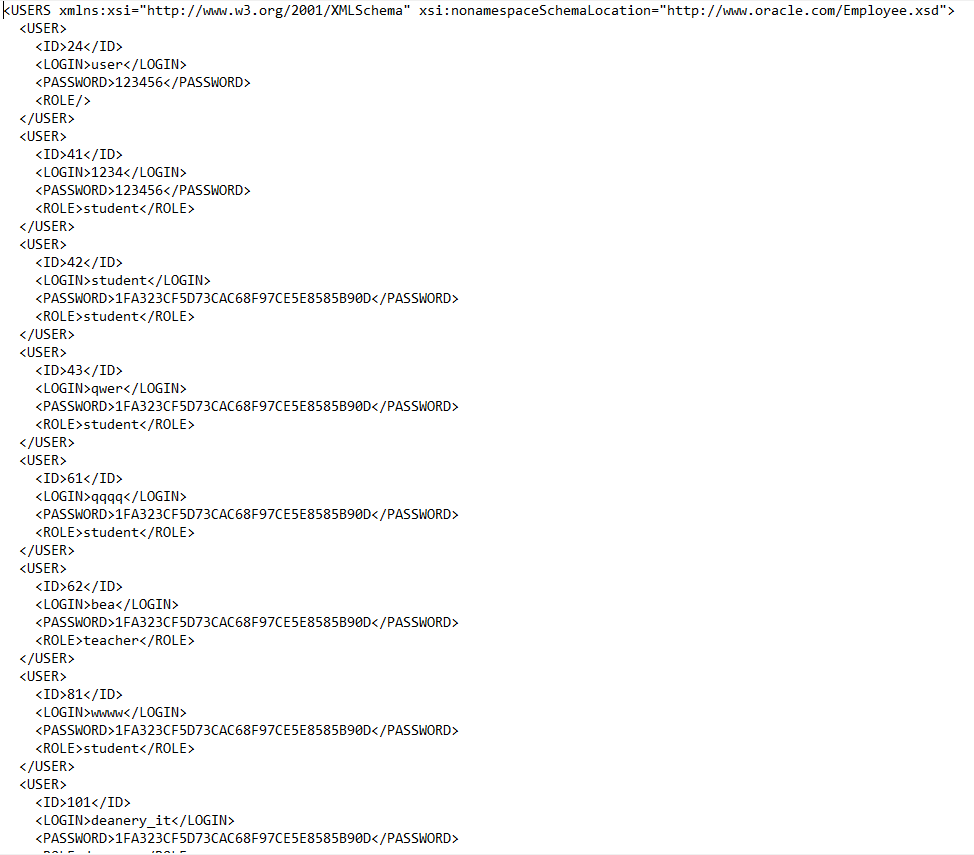 <USERS xmlns:xsi="http://www.w3.org/2001/XMLSchema" xsi:nonamespaceSchemaLocation="http://www.oracle.com/Employee.xsd">
<USER>
<ID>24</ID>
<LOGIN>user</LOGIN>
<PASSWORD>123456</PASSWORD>
<ROLE/>
</USER>
<USER>
<ID>41</ID>
<LOGIN>1234</LOGIN>
<PASSWORD>123456</PASSWORD>
<ROLE>student</ROLE>
</USER>
<USER>
<ID>42</ID>
<LOGIN>student</LOGIN>
<PASSWORD>1FA323CF5D73CAC68F97CE5E8585B90D</PASSWORD>
<ROLE>student</ROLE>
</USER>
<USER>
<ID>43</ID>
<LOGIN>qwer</LOGIN>
<PASSWORD>1FA323CF5D73CAC68F97CE5E8585B90D</PASSWORD>
<ROLE>student</ROLE>
</USER>
<USER>
<ID>61</ID>
<LOGIN>qqqq</LOGIN>
<PASSWORD>1FA323CF5D73CAC68F97CE5E8585B90D</PASSWORD>
<ROLE>student</ROLE>
</USER>
<USER>
<ID>62</ID>
<LOGIN>bea</LOGIN>
<PASSWORD>1FA323CF5D73CAC68F97CE5E8585B90D</PASSWORD>
<ROLE>teacher</ROLE>
</USER>
<USER>
<ID>81</ID>
<LOGIN>wwww</LOGIN>
<PASSWORD>1FA323CF5D73CAC68F97CE5E8585B90D</PASSWORD>
<ROLE>student</ROLE>
</USER>
<USER>
<ID>101</ID>
<LOGIN>deanery_it</LOGIN>
<PASSWORD>1FA323CF5D73CAC68F97CE5E8585B90D</PASSWORD>